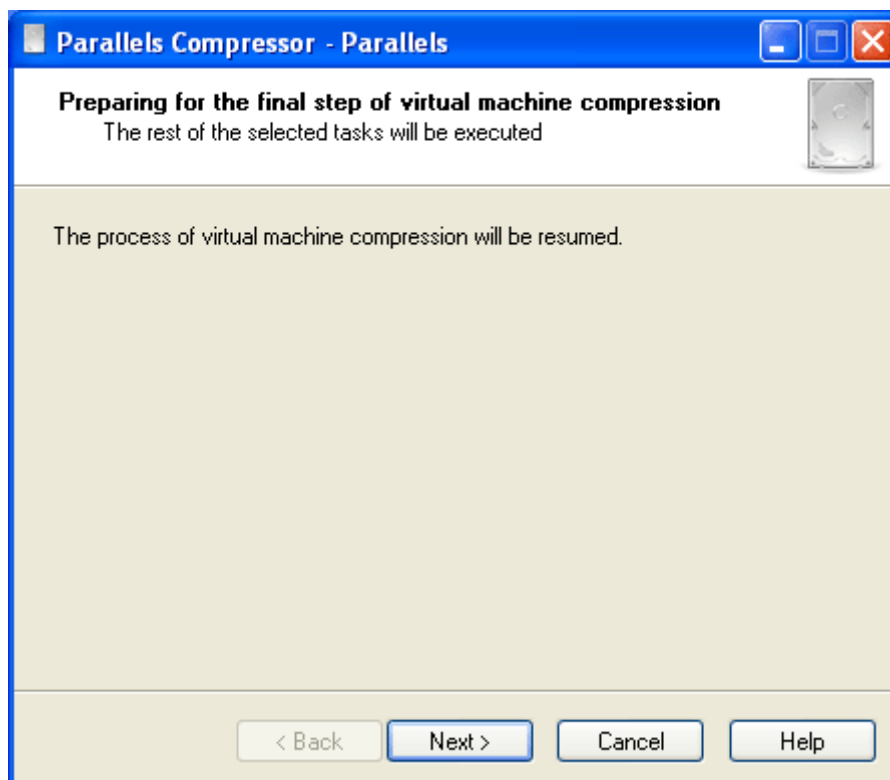 Parallels Compressor - Parallels
Preparing for the final step of virtual machine compression
The rest of the selected tasks will be executed
The process of virtual machine compression will be resumed.
< Back Next > Cancel Help